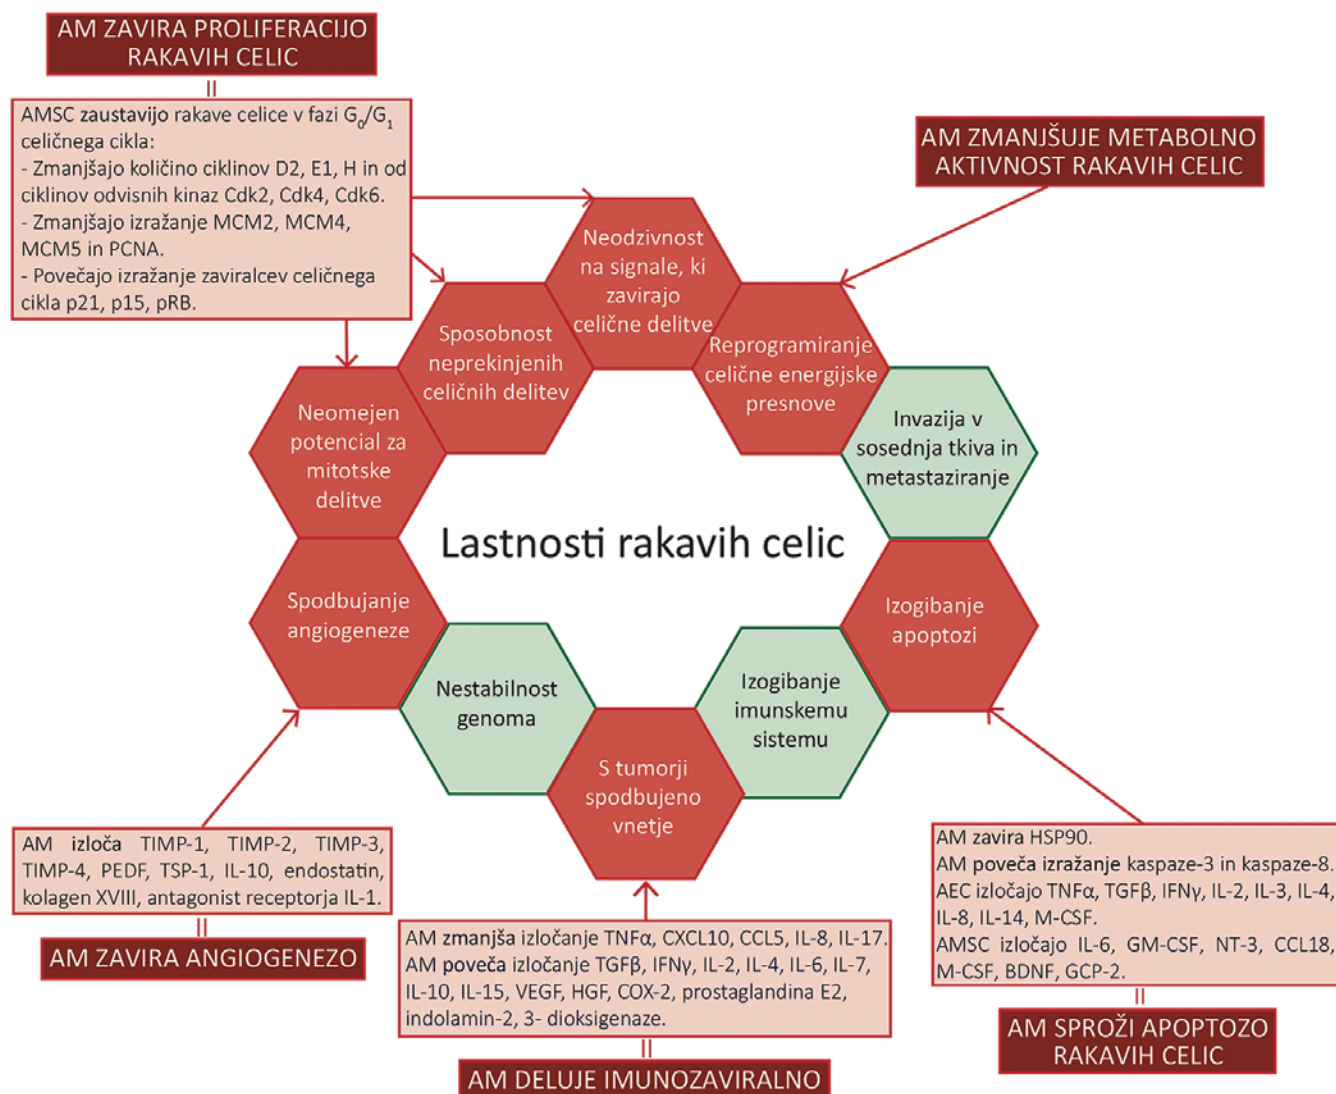 AM ZAVIRA PROLIFERACIJO
RAKAVIH CELIC
AMSC zaustavijo rakave celice v fazi G₀/G₁
celičnega cikla:
- Zmanjšajo količino ciklinov D2, E1, H in od
ciklinov odvisnih kinaz Cdk2, Cdk4, Cdk6.
- Zmanjšajo izražanje MCM2, MCM4,
MCM5 in PCNA.
- Povečajo izražanje zaviralcev celičnega
cikla p21, p15, pRB.
AM ZMANJŠUJE METABOLNO
AKTIVNOST RAKAVIH CELIC
Neodzivnost
na signale, ki
zavirajo
celične delitve
Sposobnost
neprekinjenih
celičnih delitev
Reprogramiranje
celične energijske
presnove
Neomejen
potencial za
mitotske
delitve
Invazija v
sosednja tkiva in
metastaziranje
Lastnosti rakavih celic
Spodbujanje
angiogeneze
Izogibanje
apoptozi
Nestabilnost
genoma
Izogibanje
imunskemu
sistemu
S tumorji
spodbujeno
vnetje
AM izloča TIMP-1, TIMP-2, TIMP-3,
TIMP-4, PEDF, TSP-1, IL-10, endostatin,
kolagen XVIII, antagonist receptorja IL-1.
AM ZAVIRA ANGIOGENEZO
AM zmanjša izločanje TNFα, CXCL10, CCL5, IL-8, IL-17.
AM poveča izločanje TGFβ, IFNγ, IL-2, IL-4, IL-6, IL-7,
IL-10, IL-15, VEGF, HGF, COX-2, prostaglandina E2,
indolamin-2, 3- dioksigenaze.
AM DELUJE IMUNOZAVIRALNO
AM zavira HSP90.
AM poveča izražanje kaspaze-3 in kaspaze-8.
AEC izločajo TNFα, TGFβ, IFNγ, IL-2, IL-3, IL-4,
IL-8, IL-14, M-CSF.
AMSC izločajo IL-6, GM-CSF, NT-3, CCL18,
M-CSF, BDNF, GCP-2.
AM SPROŽI APOPTOZO
RAKAVIH CELIC